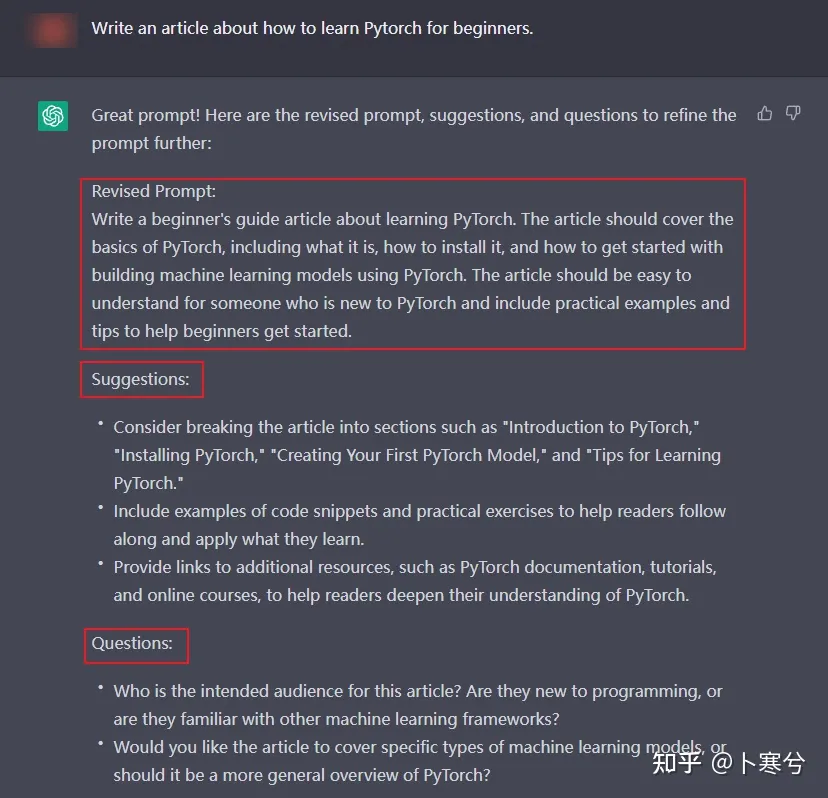 Write an article about how to learn Pytorch for beginners.
Great prompt! Here are the revised prompt, suggestions, and questions to refine the
prompt further:
Revised Prompt:
Write a beginner's guide article about learning PyTorch. The article should cover the
basics of PyTorch, including what it is, how to install it, and how to get started with
building machine learning models using PyTorch. The article should be easy to
understand for someone who is new to PyTorch and include practical examples and
tips to help beginners get started.
Suggestions:
• Consider breaking the article into sections such as "Introduction to PyTorch,"
"Installing PyTorch," "Creating Your First PyTorch Model," and "Tips for Learning
PyTorch."
• Include examples of code snippets and practical exercises to help readers follow
along and apply what they learn.
• Provide links to additional resources, such as PyTorch documentation, tutorials,
and online courses, to help readers deepen their understanding of PyTorch.
Questions:
• Who is the intended audience for this article? Are they new to programming, or
are they familiar with other machine learning frameworks?
• Would you like the article to cover specific types of machine learning models, or
should it be a more general overview of PyTorch?
知乎 @卜寒兮